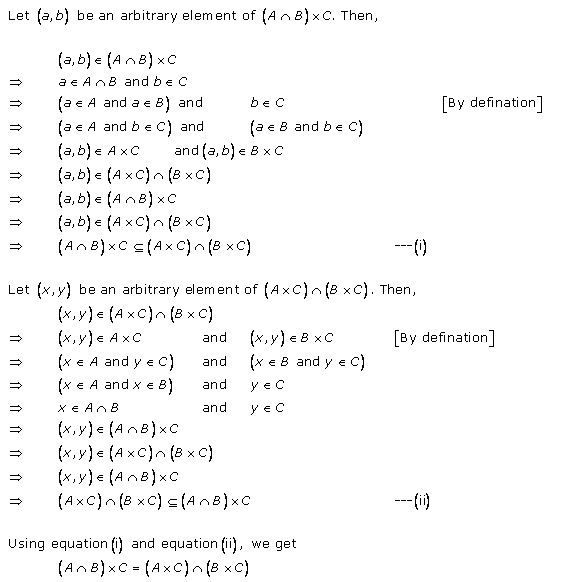 Let (a,b) be an arbitrary element of (A ∩ B) × C. Then,
(a,b) ∈ (A ∩ B) × C
⇒ a ∈ A ∩ B and b ∈ C
⇒ (a ∈ A and a ∈ B) and b ∈ C [By defination]
⇒ (a ∈ A and b ∈ C) and (a ∈ B and b ∈ C)
⇒ (a,b) ∈ A × C and (a,b) ∈ B × C
⇒ (a,b) ∈ (A × C) ∩ (B × C)
⇒ (a,b) ∈ (A ∩ B) × C
⇒ (a,b) ∈ (A × C) ∩ (B × C)
⇒ (A ∩ B) × C ⊆ (A × C) ∩ (B × C) ---(i)
Let (x,y) be an arbitrary element of (A × C) ∩ (B × C). Then,
(x,y) ∈ (A × C) ∩ (B × C)
⇒ (x,y) ∈ A × C and (x,y) ∈ B × C [By defination]
⇒ (x ∈ A and y ∈ C) and (x ∈ B and y ∈ C)
⇒ (x ∈ A and x ∈ B) and y ∈ C
⇒ x ∈ A ∩ B and y ∈ C
⇒ (x,y) ∈ (A ∩ B) × C
⇒ (x,y) ∈ (A × C) ∩ (B × C)
⇒ (x,y) ∈ (A ∩ B) × C
⇒ (A × C) ∩ (B × C) ⊆ (A ∩ B) × C ---(ii)
Using equation(i) and equation(ii), we get
(A ∩ B) × C = (A × C) ∩ (B × C)